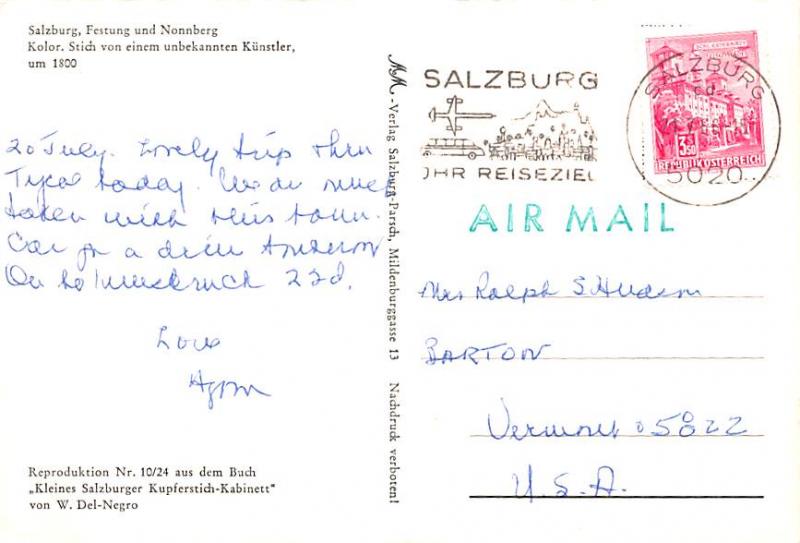 Salzburg, Festung und Nonnberg
Kolor. Stich von einem unbekannten Künstler,
um 1800
20 July. Lovely trip thru
Tyrol today. We are much
taken with this town.
Car for a drive tomorrow
On to Innsbruck 22d.
Love
Reproduktion Nr. 10/24 aus dem Buch
„Kleines Salzburger Kupferstich-Kabinett"
von W. Del-Negro
MM.-Verlag Salzburg-Parsch, Mildenburggasse 13 Nachdruck verboten!
SALZBURG
IHR REISEZIEL
SALZBURG
5020
3.50
REPUBLIK ÖSTERREICH
AIR MAIL
Mrs Ralph S Hudson
BARTON
Vermont 05822
U.S.A.